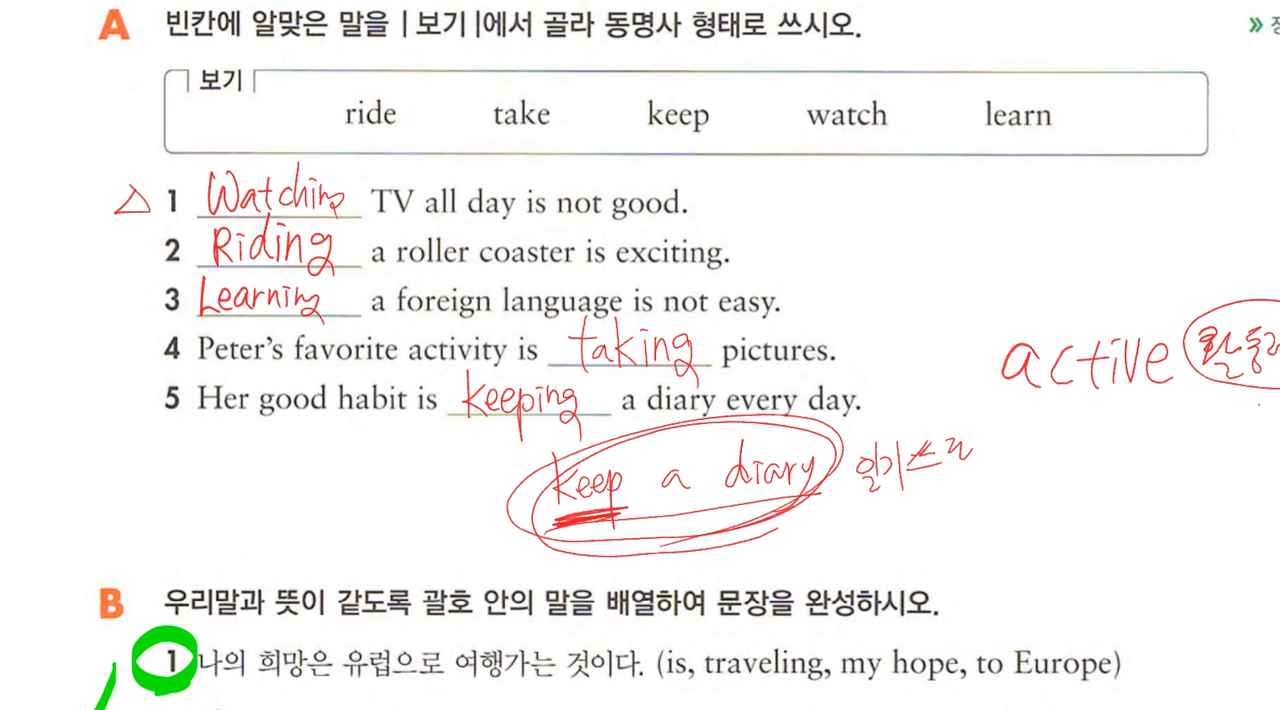 A 빈칸에 알맞은 말을 |보기|에서 골라 동명사 형태로 쓰시오.
|보기|
ride take keep watch learn
△ 1 Watching TV all day is not good.
2 Riding a roller coaster is exciting.
3 Learning a foreign language is not easy.
4 Peter's favorite activity is taking pictures.
active
5 Her good habit is keeping a diary every day.
keep a diary 일기쓰고
B 우리말과 뜻이 같도록 괄호 안의 말을 배열하여 문장을 완성하시오.
1 나의 희망은 유럽으로 여행가는 것이다. (is, traveling, my hope, to Europe)